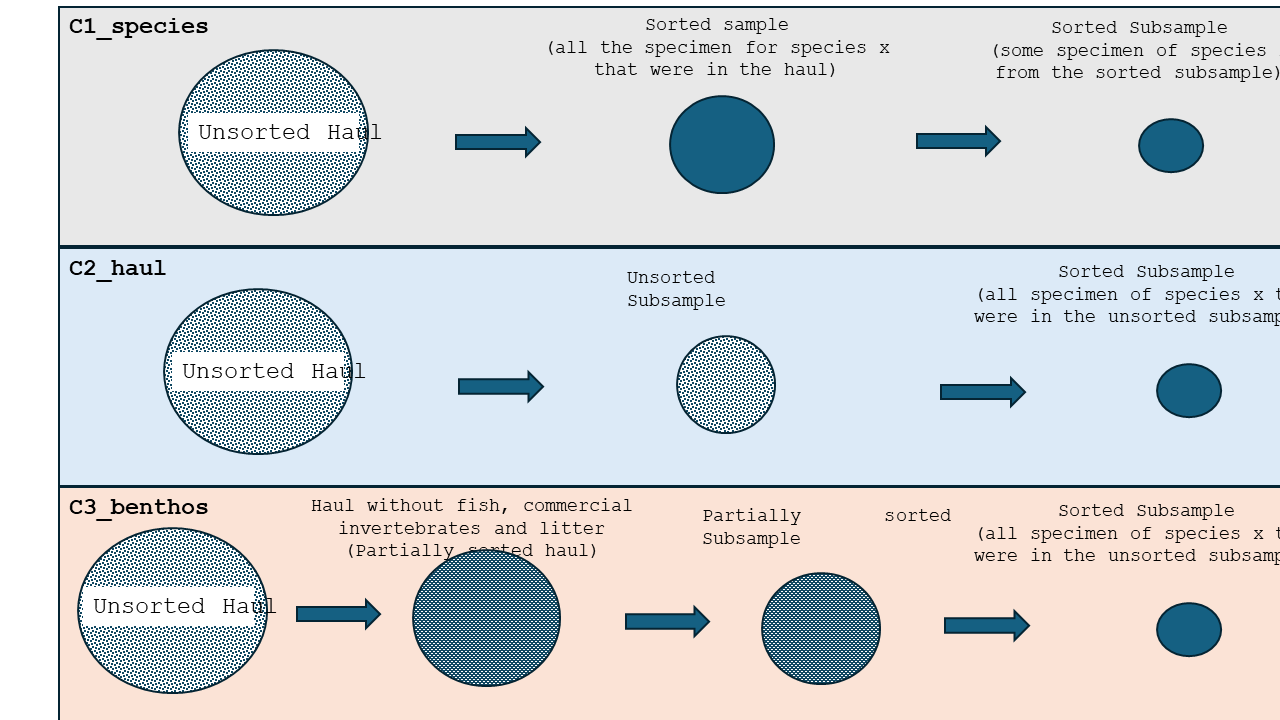 C1_species
Sorted sample
(all the specimen for species x
that were in the haul)
Sorted Subsample
(some specimen of species
from the sorted subsample)
Unsorted Haul
C2_haul
Unsorted
Subsample
Sorted Subsample
(all specimen of species x
were in the unsorted
Unsorted Haul
C3_benthos
Haul without fish, commercial
invertebrates and litter
(Partially sorted haul)
Partially sorted
Subsample
Sorted Subsample
(all specimen of species x
were in the unsorted
Unsorted Haul